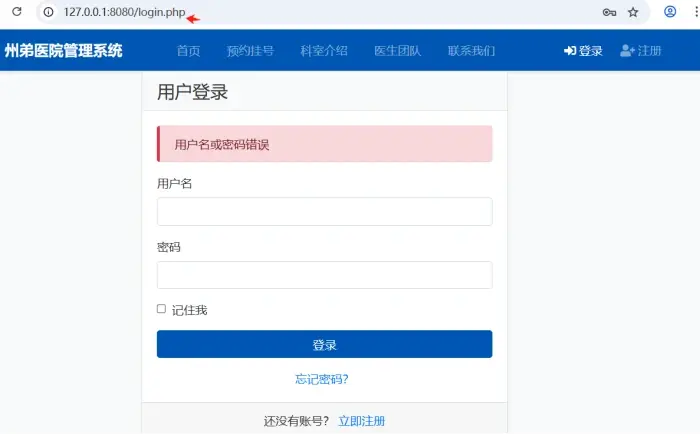 127.0.0.1:8080/login.php
州弟医院管理系统 首页 预约挂号 科室介绍 医生团队 联系我们 登录 注册
用户登录
用户名或密码错误
用户名
密码
记住我
登录
忘记密码?
还没有账号? 立即注册